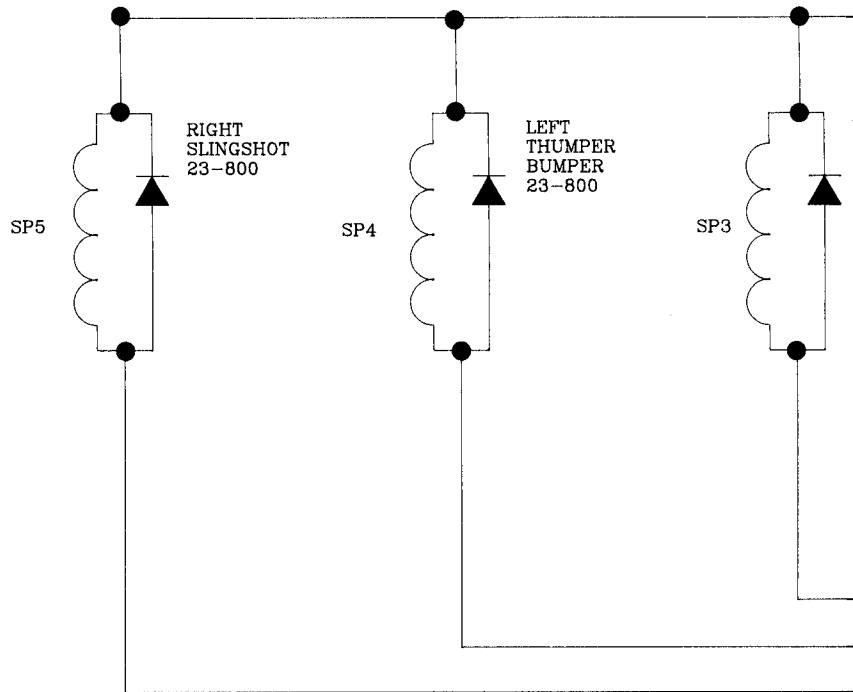 RIGHT
SLINGSHOT
23-800
SP5
LEFT
THUMPER
BUMPER
23-800
SP4
SP3